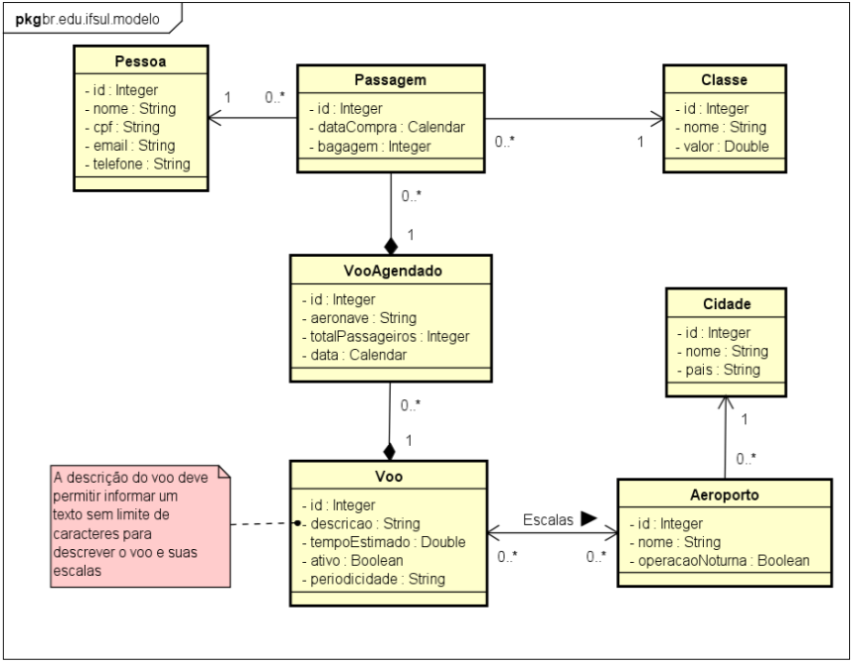 pkg br.edu.ifsul.modelo
Pessoa
- id : Integer
- nome : String
- cpf : String
- email : String
- telefone : String
1
0..*
Passagem
- id : Integer
- dataCompra : Calendar
- bagagem : Integer
0..*
1
Classe
- id : Integer
- nome : String
- valor : Double
0..*
1
VooAgendado
- id : Integer
- aeronave : String
- totalPassageiros : Integer
- data : Calendar
0..*
1
Cidade
- id : Integer
- nome : String
- pais : String
1
0..*
A descrição do voo deve
permitir informar um
texto sem limite de
caracteres para
descrever o voo e suas
escalas
Voo
- id : Integer
- descricao : String
- tempoEstimado : Double
- ativo : Boolean
- periodicidade : String
Escalas
0..*
0..*
Aeroporto
- id : Integer
- nome : String
- operacaoNoturna : Boolean